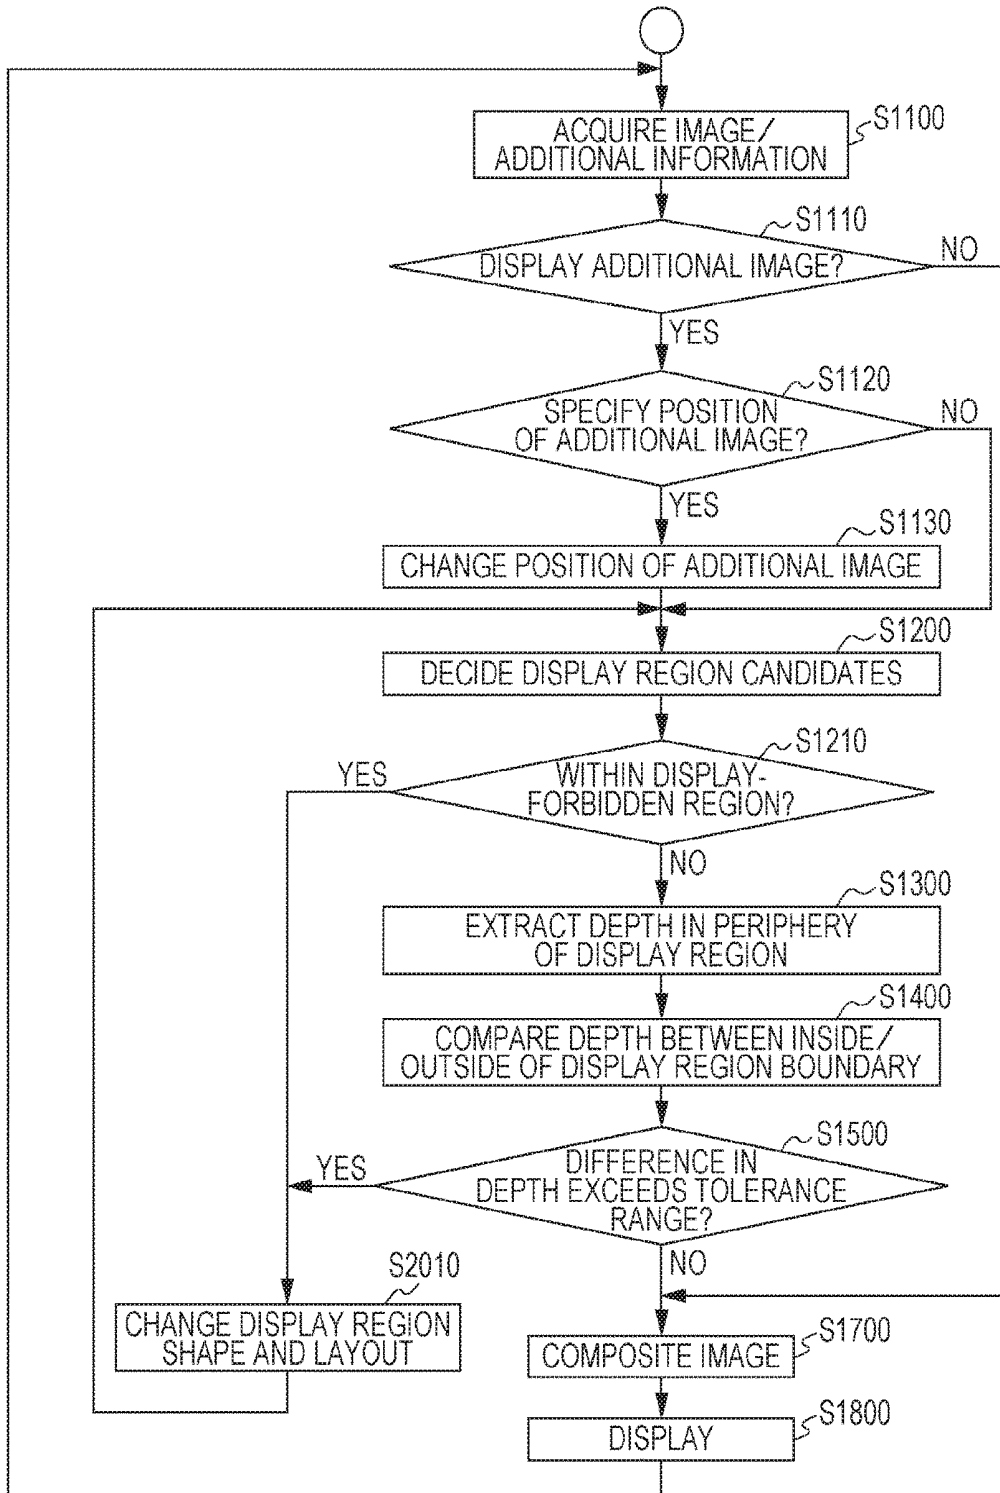 S1100
ACQUIRE IMAGE/
ADDITIONAL INFORMATION
S1110
DISPLAY ADDITIONAL IMAGE?
NO
YES
S1120
SPECIFY POSITION
OF ADDITIONAL IMAGE?
NO
YES
S1130
CHANGE POSITION OF ADDITIONAL IMAGE
S1200
DECIDE DISPLAY REGION CANDIDATES
S1210
YES
WITHIN DISPLAY-
FORBIDDEN REGION?
NO
S1300
EXTRACT DEPTH IN PERIPHERY
OF DISPLAY REGION
S1400
COMPARE DEPTH BETWEEN INSIDE/
OUTSIDE OF DISPLAY REGION BOUNDARY
S1500
YES
DIFFERENCE IN
DEPTH EXCEEDS TOLERANCE
RANGE?
NO
S2010
CHANGE DISPLAY REGION
SHAPE AND LAYOUT
S1700
COMPOSITE IMAGE
S1800
DISPLAY